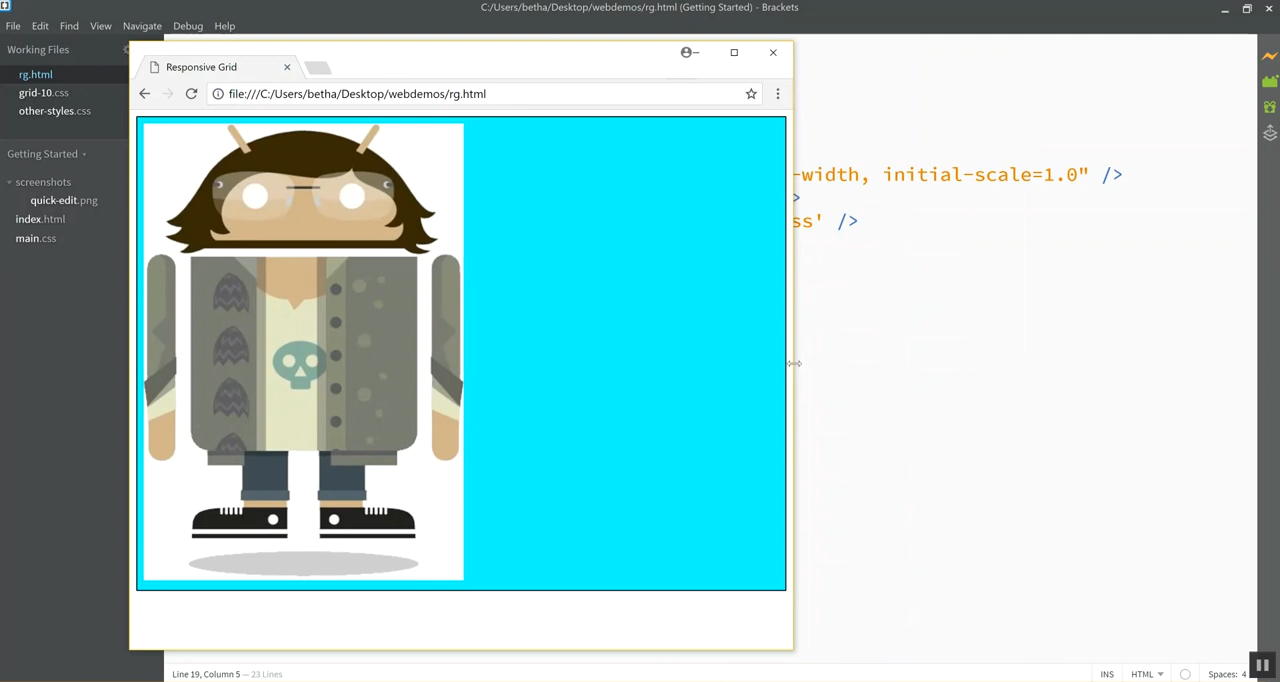 C:/Users/betha/Desktop/webdemos/rg.html (Getting Started) - Brackets
File Edit Find View Navigate Debug Help
Working Files
rg.html
grid-10.css
other-styles.css
Getting Started
screenshots
quick-edit.png
index.html
main.css
Responsive Grid
file:///C:/Users/betha/Desktop/webdemos/rg.html
-width, initial-scale=1.0" />
>
ss' />
Line 19, Column 5 — 23 Lines
INS HTML Spaces: 4